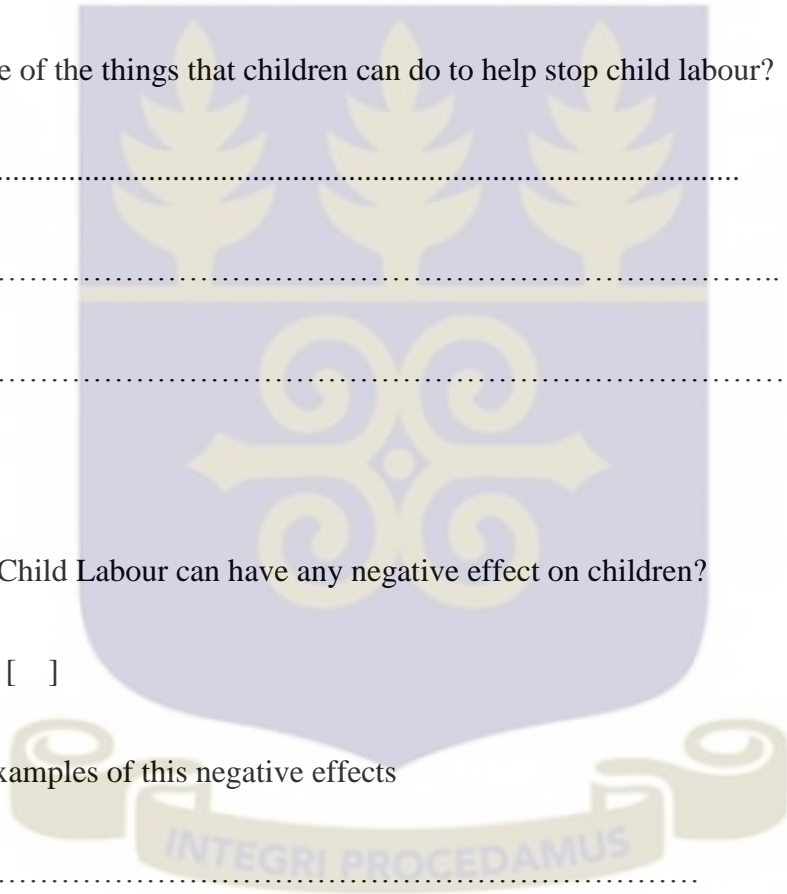 of the things that children can do to help stop child labour?
...........................................................................................
………………………………………………………………………..
…………………………………………………………………………
Child Labour can have any negative effect on children?
[ ]
of this negative effects
INTEGRI PROCEDAMUS
…………………………………………………………………